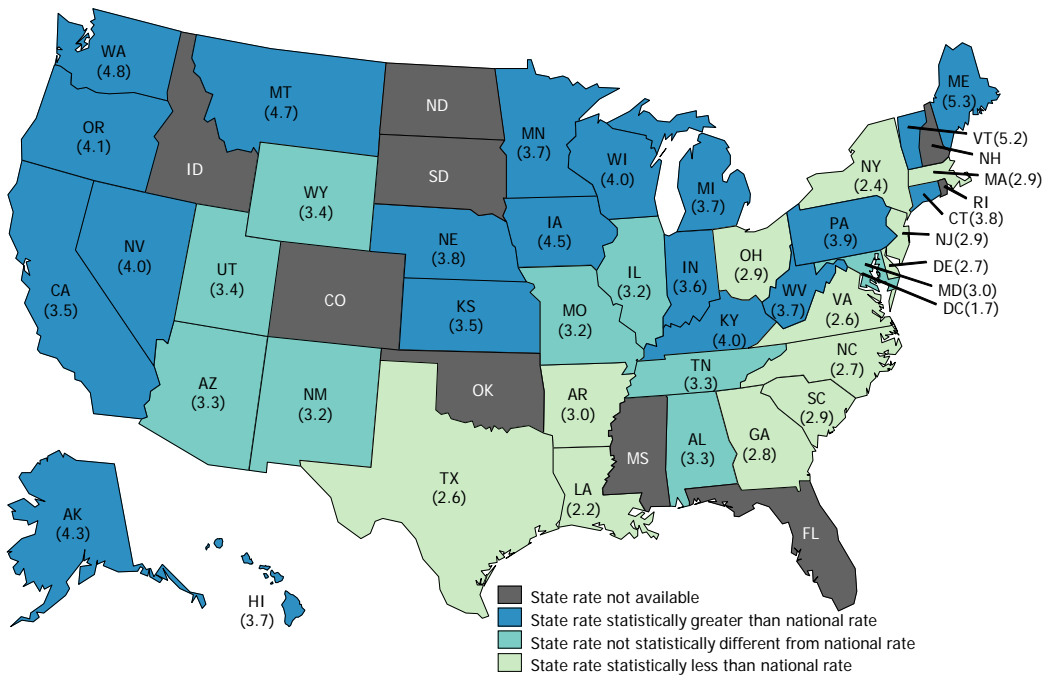 WA
(4.8)
MT
(4.7)
ND
MN
(3.7)
ME
(5.3)
OR
(4.1)
ID
SD
WI
(4.0)
MI
(3.7)
VT(5.2)
NH
NY
(2.4)
MA(2.9)
RI
CT(3.8)
WY
(3.4)
NE
(3.8)
IA
(4.5)
PA
(3.9)
NJ(2.9)
NV
(4.0)
UT
(3.4)
IL
(3.2)
IN
(3.6)
OH
(2.9)
DE(2.7)
MD(3.0)
DC(1.7)
CA
(3.5)
CO
KS
(3.5)
MO
(3.2)
KY
(4.0)
WV
(3.7)
VA
(2.6)
AZ
(3.3)
NM
(3.2)
OK
AR
(3.0)
TN
(3.3)
NC
(2.7)
SC
(2.9)
TX
(2.6)
LA
(2.2)
MS
AL
(3.3)
GA
(2.8)
FL
AK
(4.3)
HI
(3.7)
State rate not available
State rate statistically greater than national rate
State rate not statistically different from national rate
State rate statistically less than national rate